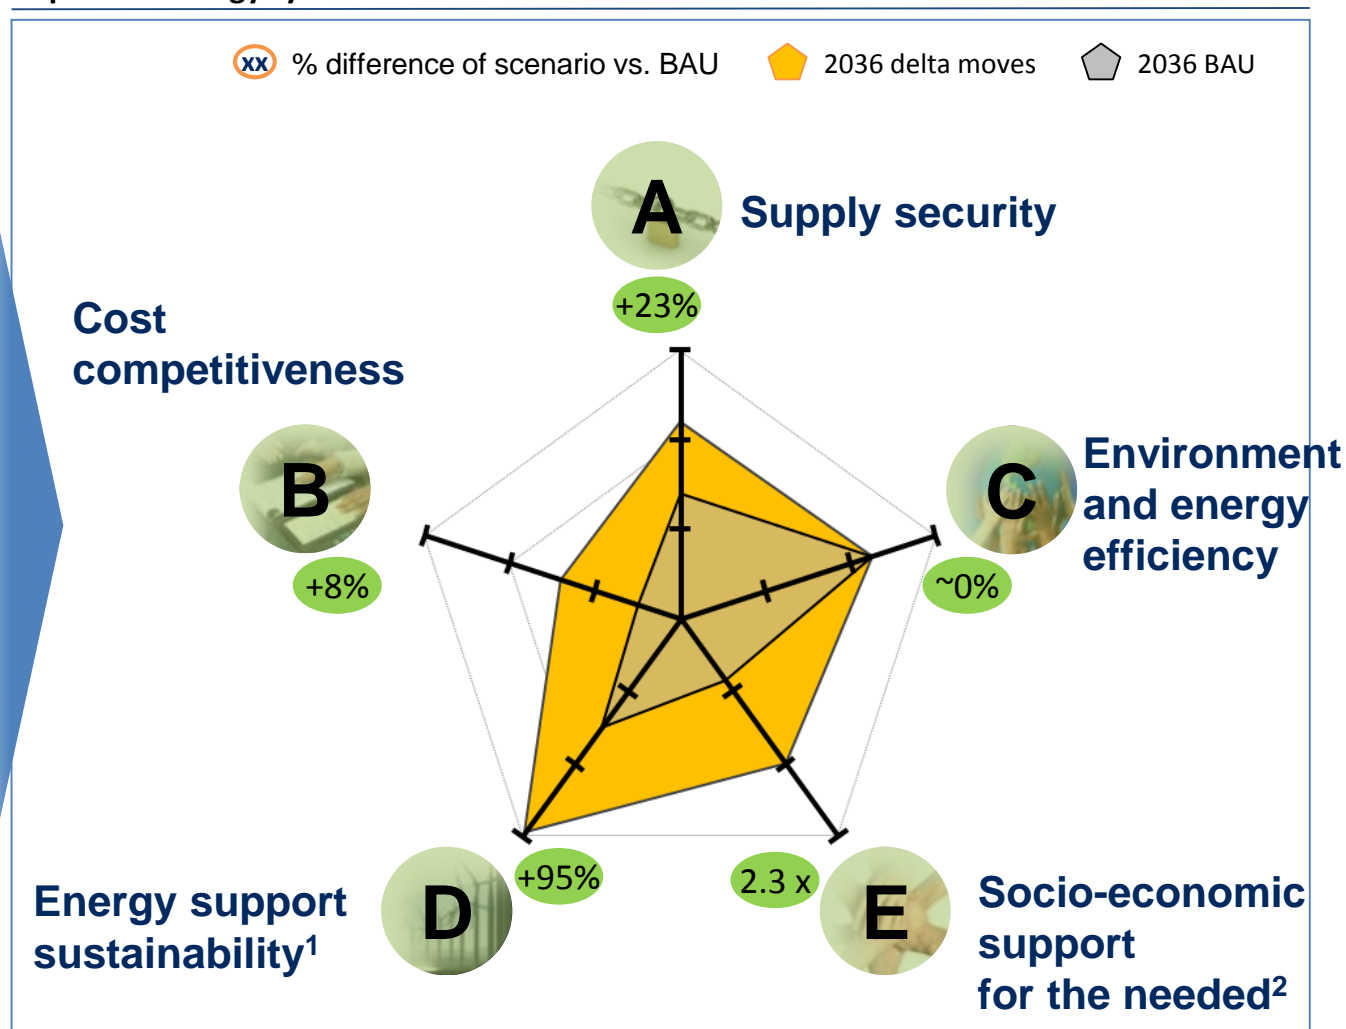 xx % difference of scenario vs. BAU 2036 delta moves 2036 BAU
A Supply security
+23%
Cost
competitiveness
B
+8%
C
Environment
and energy
efficiency
~0%
Energy support
sustainability¹
D
+95%
2.3 x
E
Socio-economic
support
for the needed²